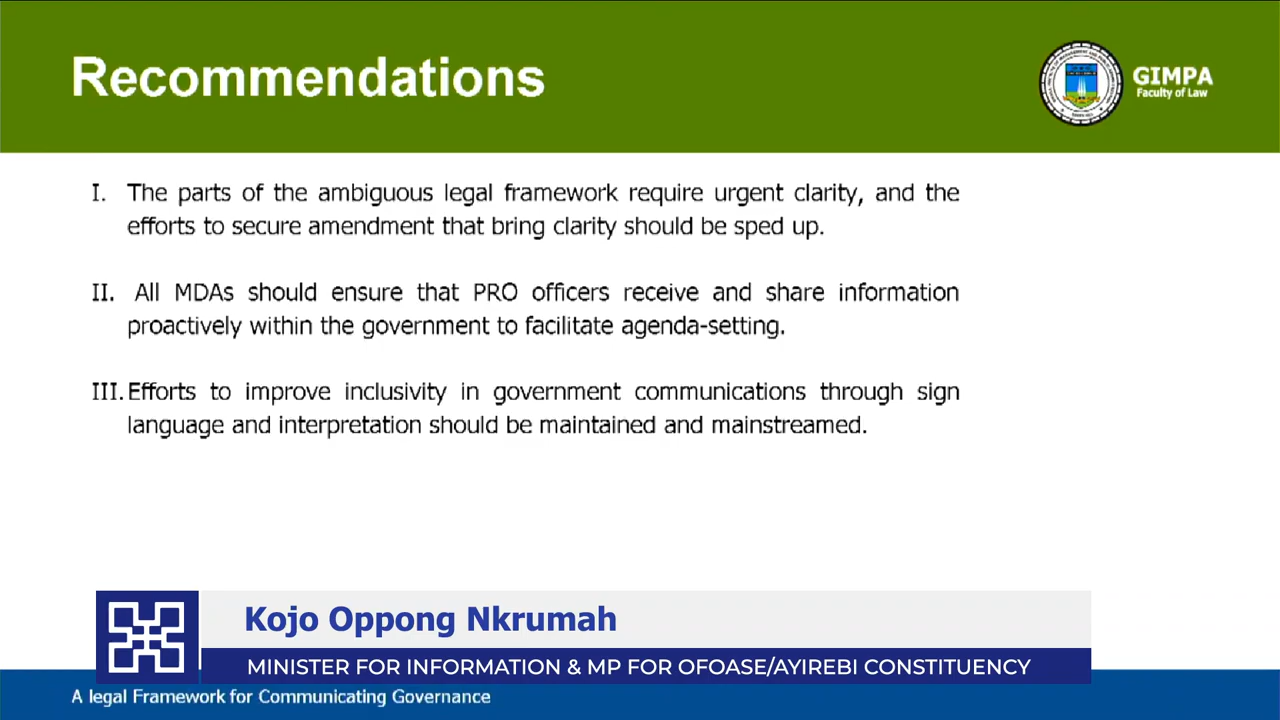 Recommendations
GIMPA
Faculty of Law
I. The parts of the ambiguous legal framework require urgent clarity, and the
efforts to secure amendment that bring clarity should be sped up.
II. All MDAs should ensure that PRO officers receive and share information
proactively within the government to facilitate agenda-setting.
III. Efforts to improve inclusivity in government communications through sign
language and interpretation should be maintained and mainstreamed.
Kojo Oppong Nkrumah
MINISTER FOR INFORMATION & MP FOR OFOASE/AYIREBI CONSTITUENCY
A legal Framework for Communicating Governance